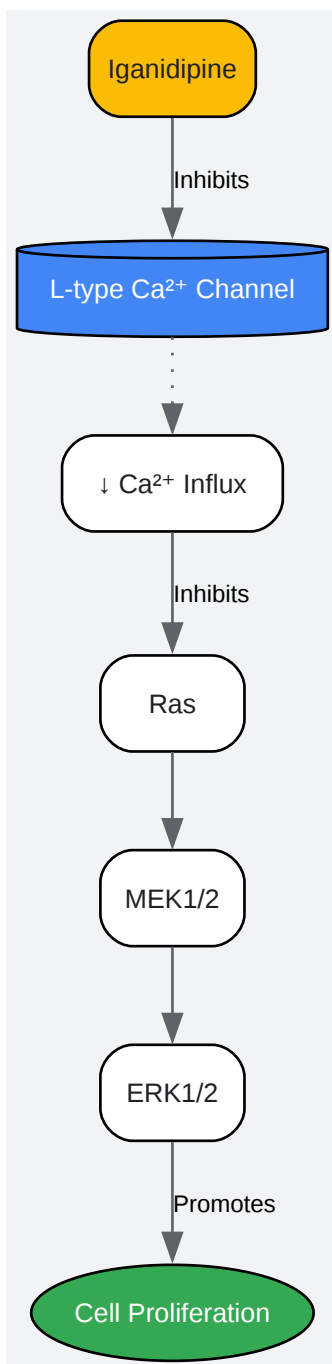 Iganidipine
Inhibits
L-type Ca²⁺ Channel
↓ Ca²⁺ Influx
Inhibits
Ras
MEK1/2
ERK1/2
Promotes
Cell Proliferation